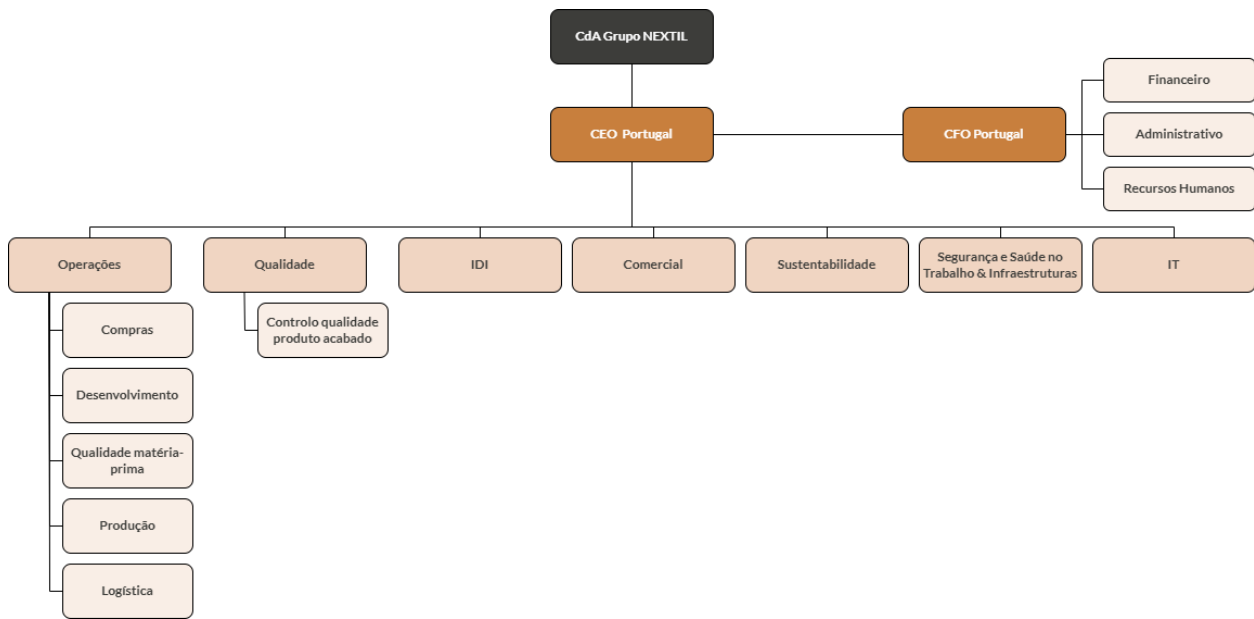 CdA Grupo NEXTIL
CEO Portugal
CFO Portugal
Financeiro
Administrativo
Recursos Humanos
Operações
Qualidade
IDI
Comercial
Sustentabilidade
Segurança e Saúde no
Trabalho & Infraestruturas
IT
Compras
Desenvolvimento
Qualidade matéria-
prima
Produção
Logística
Controlo qualidade
produto acabado